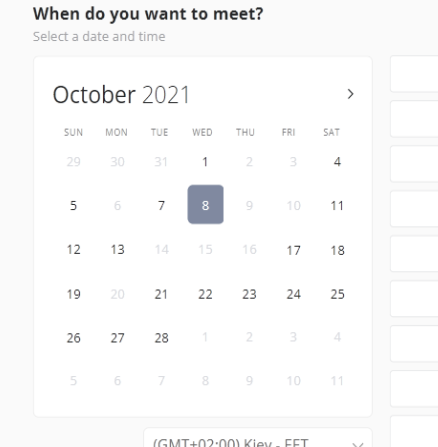 When do you want to meet?
Select a date and time
October 2021
SUN MON TUE WED THU FRI SAT
29 30 31 1 2 3 4
5 6 7 8 9 10 11
12 13 14 15 16 17 18
19 20 21 22 23 24 25
26 27 28 1 2 3 4
5 6 7 8 9 10 11
(GMT+02:00) Kiev - EET